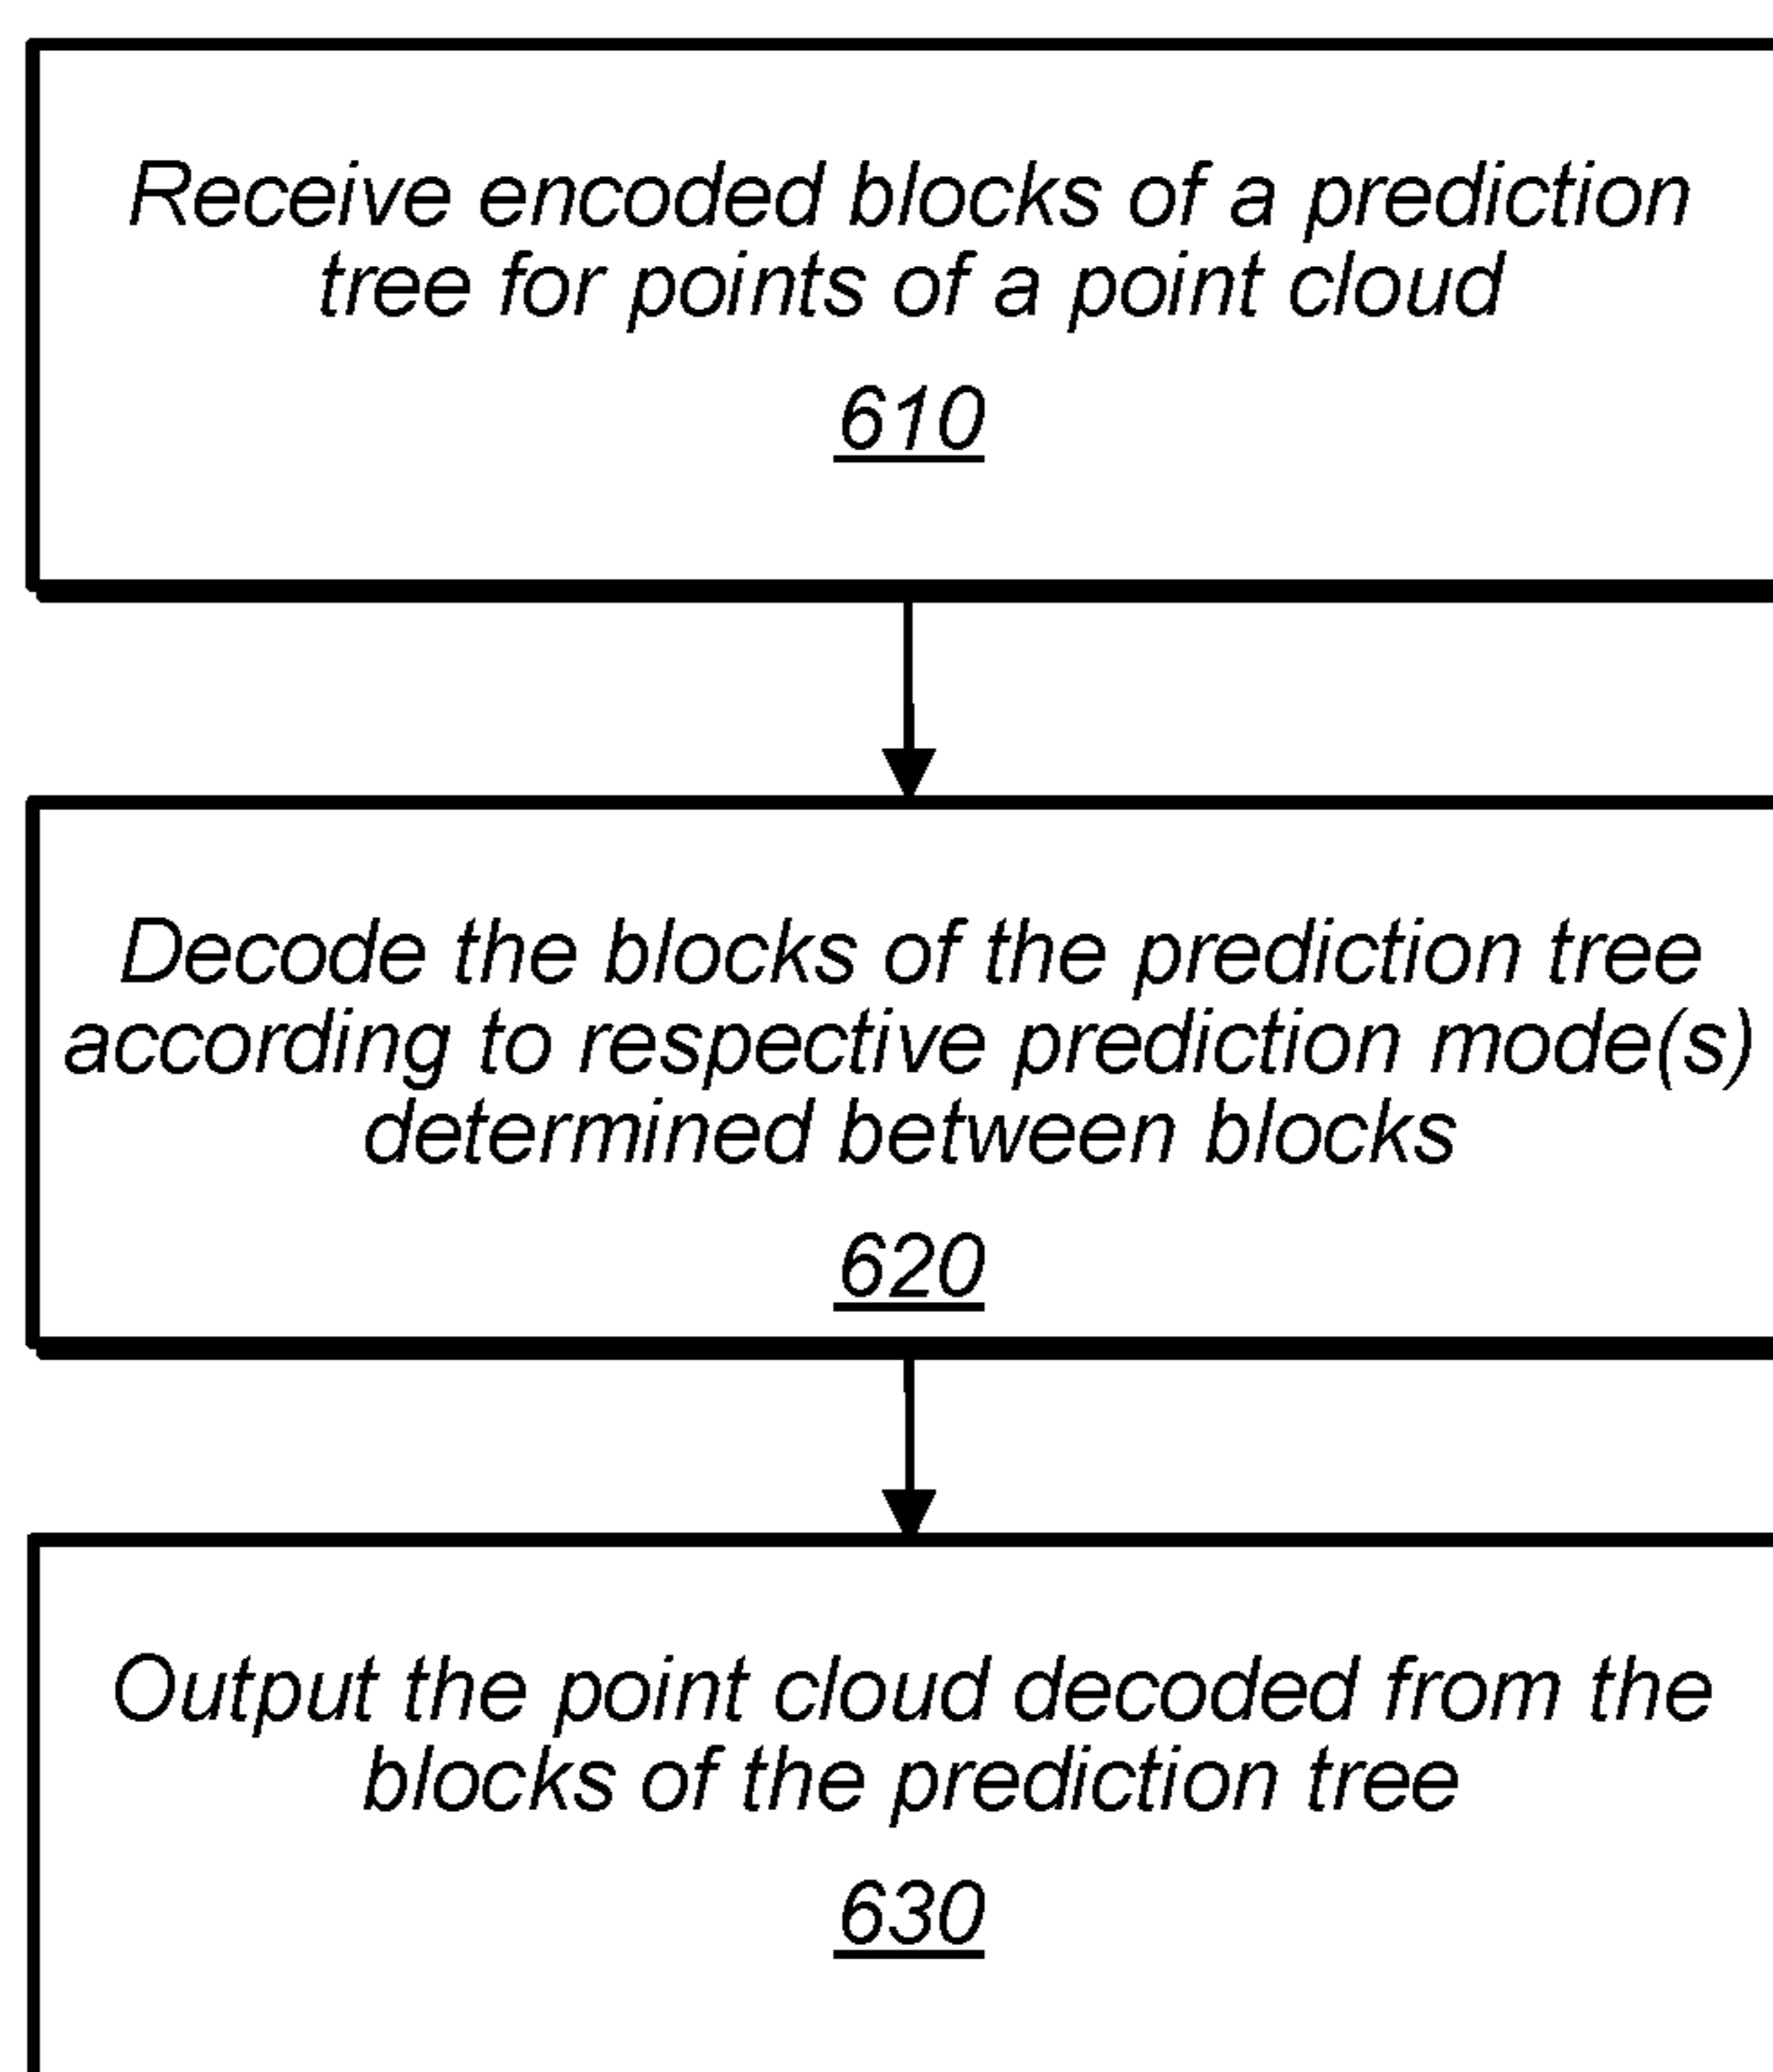 Receive encoded blocks of a prediction
tree for points of a point cloud
610
Decode the blocks of the prediction tree
according to respective prediction mode(s)
determined between blocks
620
Output the point cloud decoded from the
blocks of the prediction tree
630